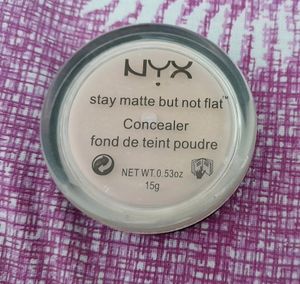 NYX
stay matte but not flat™
Concealer
fond de teint poudre
NET WT.0.53oz
15g